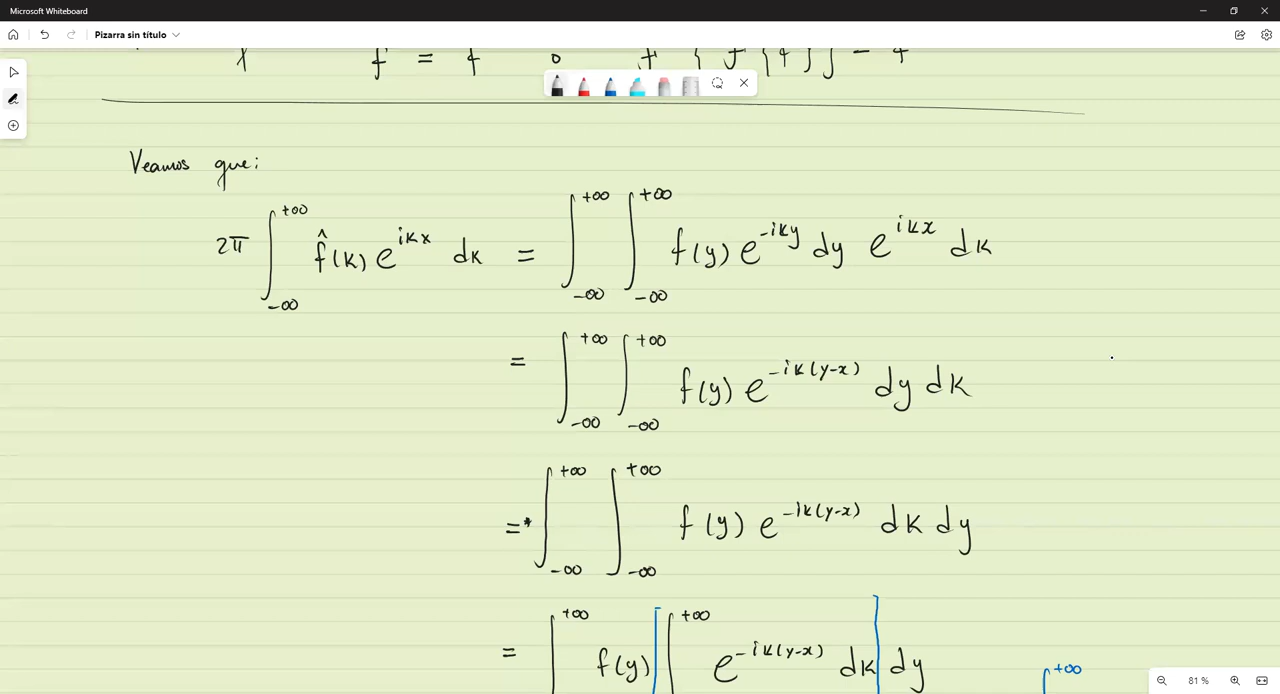 Microsoft Whiteboard
Pizarra sin título
Veamos que:
2π ∫_{-∞}^{+∞} f̂(k) e^{ikx} dk = ∫_{-∞}^{+∞} ∫_{-∞}^{+∞} f(y) e^{-iky} dy e^{ikx} dk
= ∫_{-∞}^{+∞} ∫_{-∞}^{+∞} f(y) e^{-ik(y-x)} dy dk
=* ∫_{-∞}^{+∞} ∫_{-∞}^{+∞} f(y) e^{-ik(y-x)} dk dy
= ∫^{+∞} f(y) [ ∫^{+∞} e^{-ik(y-x)} dk ] dy ∫^{+∞}
81 %